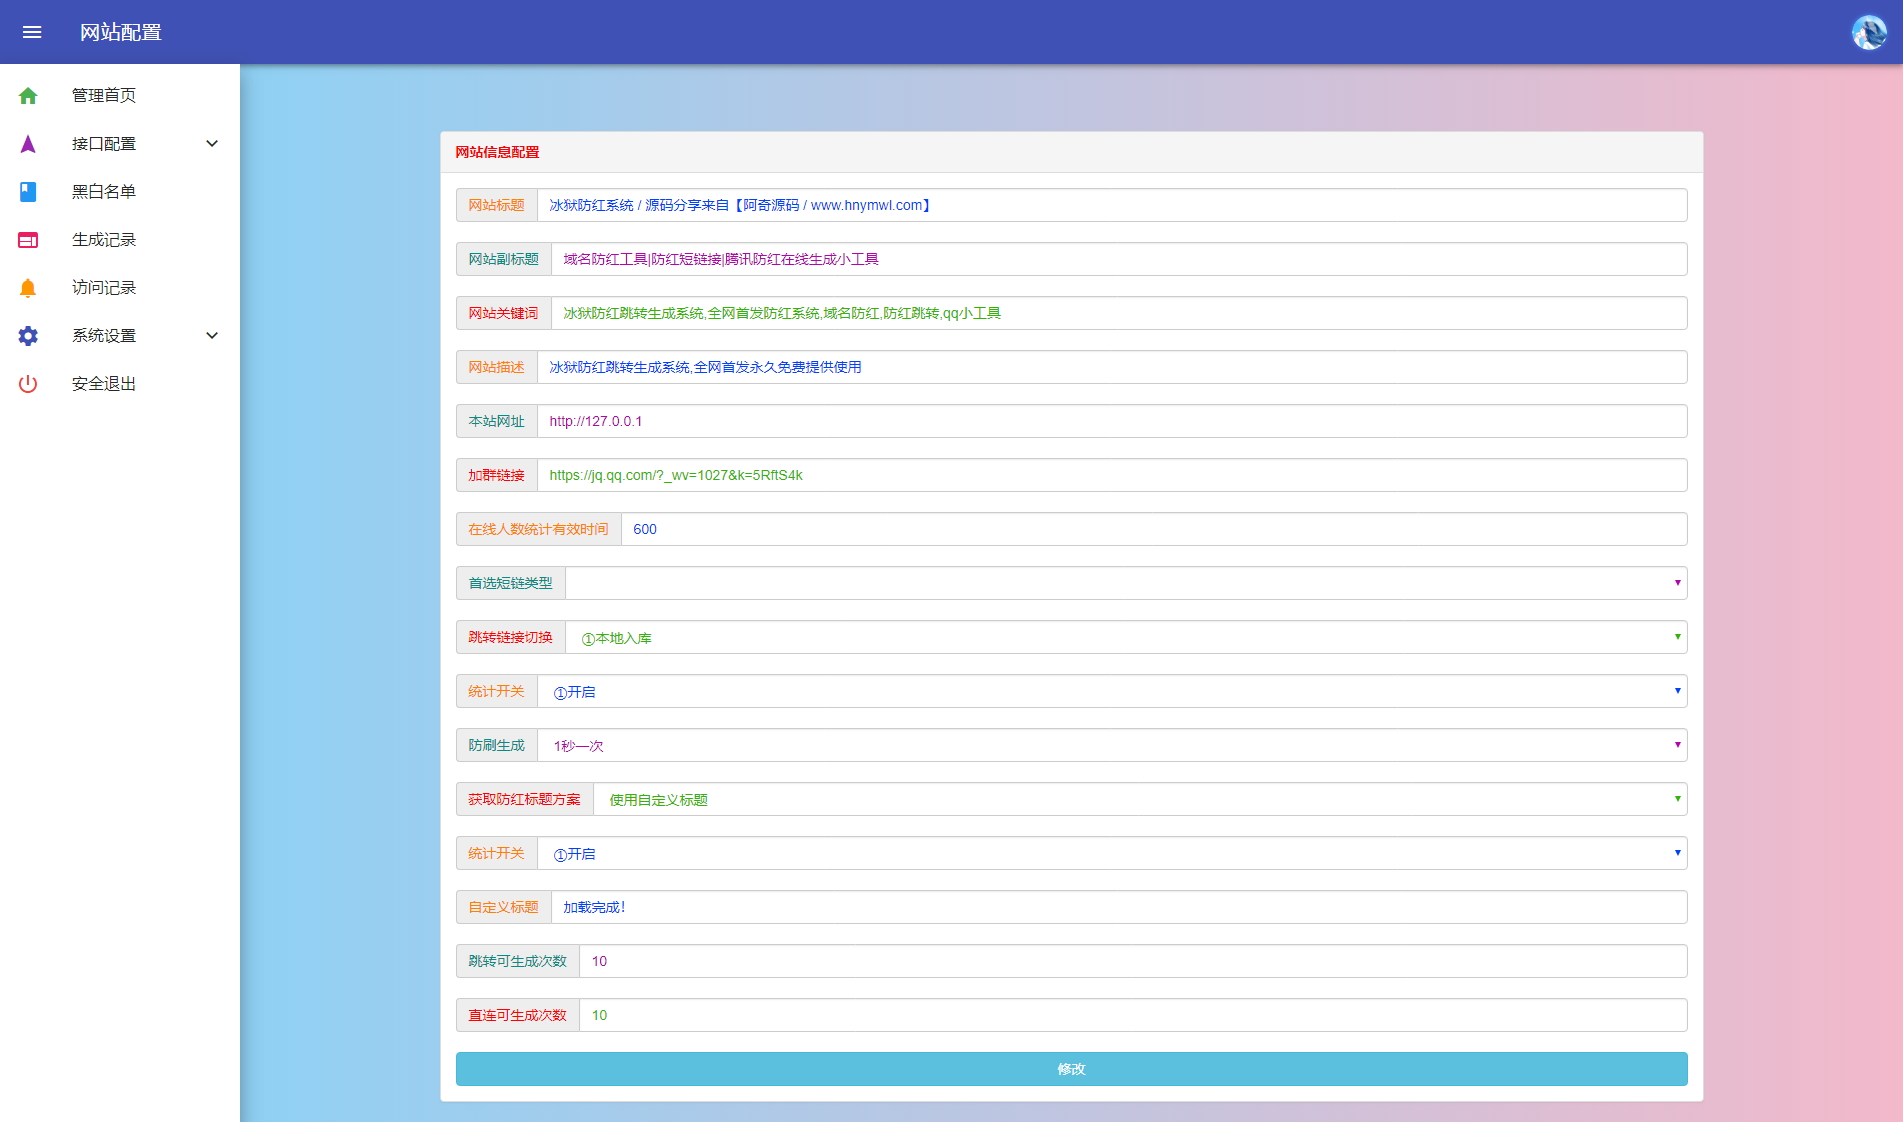 网站配置
管理首页
接口配置
黑白名单
生成记录
访问记录
系统设置
安全退出
网站信息配置
网站标题 冰狱防红系统 / 源码分享来自【阿奇源码 / www.hnymwl.com】
网站副标题 域名防红工具|防红短链接|腾讯防红在线生成小工具
网站关键词 冰狱防红跳转生成系统,全网首发防红系统,域名防红,防红跳转,qq小工具
网站描述 冰狱防红跳转生成系统,全网首发永久免费提供使用
本站网址 http://127.0.0.1
加群链接 https://jq.qq.com/?_wv=1027&k=5RftS4k
在线人数统计有效时间 600
首选短链类型
跳转链接切换 ①本地入库
统计开关 ①开启
防刷生成 1秒一次
获取防红标题方案 使用自定义标题
统计开关 ①开启
自定义标题 加载完成！
跳转可生成次数 10
直连可生成次数 10
修改